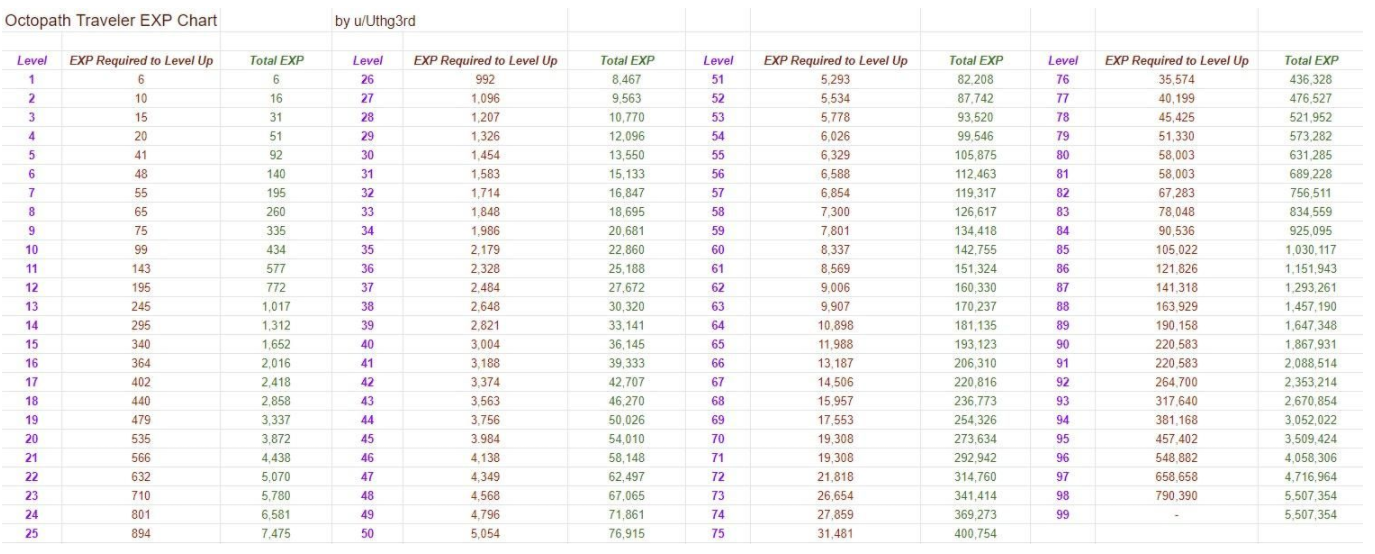 Octopath Traveler EXP Chart by u/Uthg3rd
Level EXP Required to Level Up Total EXP Level EXP Required to Level Up Total EXP Level EXP Required to Level Up Total EXP Level EXP Required to Level Up Total EXP
1 6 6 26 992 8,467 51 5,293 82,208 76 35,574 436,328
2 10 16 27 1,096 9,563 52 5,534 87,742 77 40,199 476,527
3 15 31 28 1,207 10,770 53 5,778 93,520 78 45,425 521,952
4 20 51 29 1,326 12,096 54 6,026 99,546 79 51,330 573,282
5 41 92 30 1,454 13,550 55 6,329 105,875 80 58,003 631,285
6 48 140 31 1,583 15,133 56 6,588 112,463 81 58,003 689,228
7 55 195 32 1,714 16,847 57 6,854 119,317 82 67,283 756,511
8 65 260 33 1,848 18,695 58 7,300 126,617 83 78,048 834,559
9 75 335 34 1,986 20,681 59 7,801 134,418 84 90,536 925,095
10 99 434 35 2,179 22,860 60 8,337 142,755 85 105,022 1,030,117
11 143 577 36 2,328 25,188 61 8,569 151,324 86 121,826 1,151,943
12 195 772 37 2,484 27,672 62 9,006 160,330 87 141,318 1,293,261
13 245 1,017 38 2,648 30,320 63 9,907 170,237 88 163,929 1,457,190
14 295 1,312 39 2,821 33,141 64 10,898 181,135 89 190,158 1,647,348
15 340 1,652 40 3,004 36,145 65 11,988 193,123 90 220,583 1,867,931
16 364 2,016 41 3,188 39,333 66 13,187 206,310 91 220,583 2,088,514
17 402 2,418 42 3,374 42,707 67 14,506 220,816 92 264,700 2,353,214
18 440 2,858 43 3,563 46,270 68 15,957 236,773 93 317,640 2,670,854
19 479 3,337 44 3,756 50,026 69 17,553 254,326 94 381,168 3,052,022
20 535 3,872 45 3.984 54,010 70 19,308 273,634 95 457,402 3,509,424
21 566 4,438 46 4,138 58,148 71 19,308 292,942 96 548,882 4,058,306
22 632 5,070 47 4,349 62,497 72 21,818 314,760 97 658,658 4,716,964
23 710 5,780 48 4,568 67,065 73 26,654 341,414 98 790,390 5,507,354
24 801 6,581 49 4,796 71,861 74 27,859 369,273 99 - 5,507,354
25 894 7,475 50 5,054 76,915 75 31,481 400,754